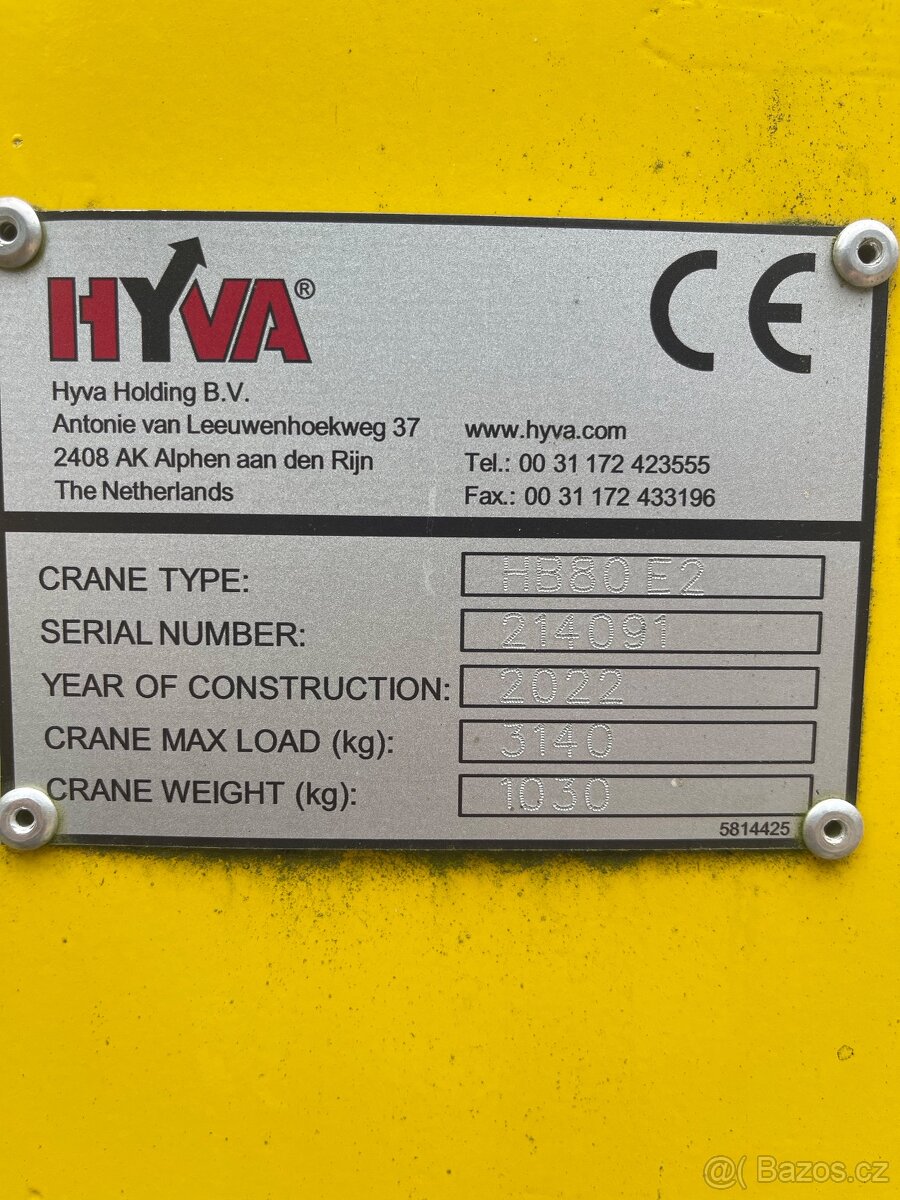 HYVA®
CE
Hyva Holding B.V.
Antonie van Leeuwenhoekweg 37
2408 AK Alphen aan den Rijn
The Netherlands
www.hyva.com
Tel.: 00 31 172 423555
Fax.: 00 31 172 433196
CRANE TYPE: HB80 E2
SERIAL NUMBER: 214091
YEAR OF CONSTRUCTION: 2022
CRANE MAX LOAD (kg): 3140
CRANE WEIGHT (kg): 1030
5814425
@( Bazos.cz